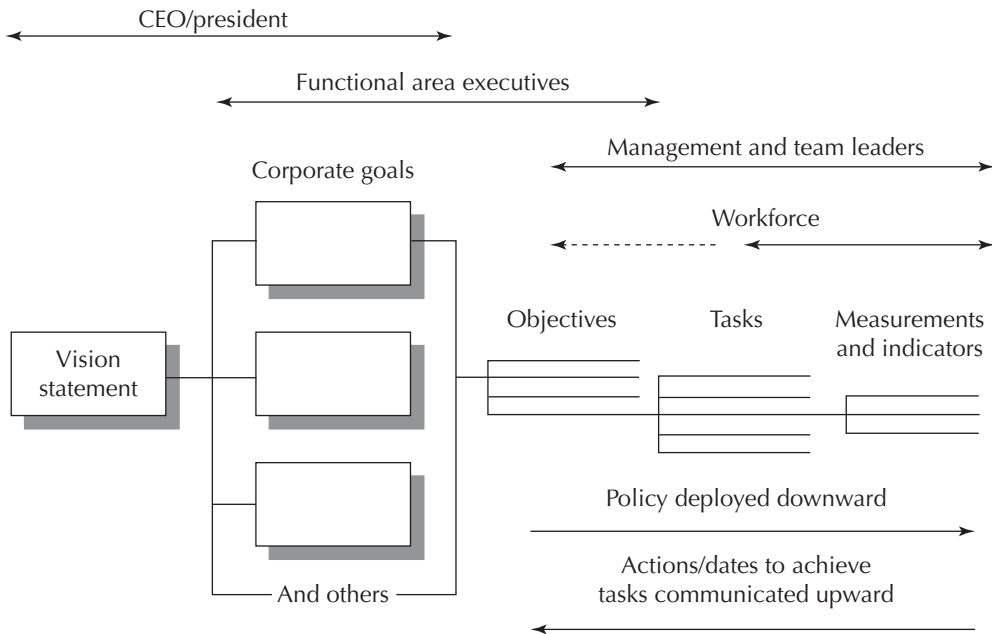 CEO/president
Functional area executives
Management and team leaders
Corporate goals
Workforce
Objectives
Tasks
Measurements
and indicators
Vision
statement
Policy deployed downward
Actions/dates to achieve
tasks communicated upward
And others